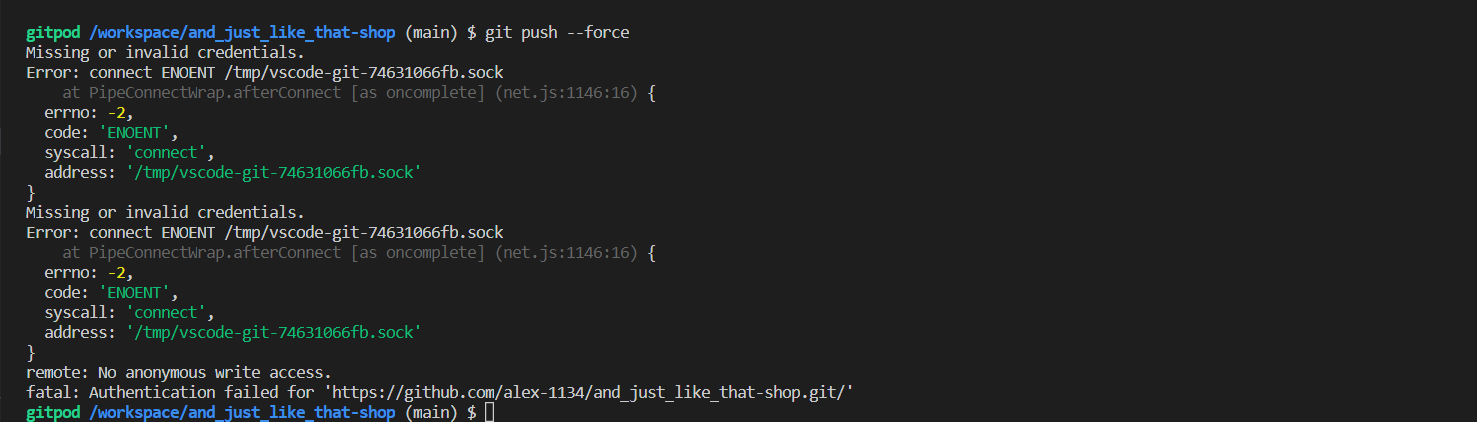 gitpod /workspace/and_just_like_that-shop (main) $ git push --force
Missing or invalid credentials.
Error: connect ENOENT /tmp/vscode-git-74631066fb.sock
    at PipeConnectWrap.afterConnect [as oncomplete] (net.js:1146:16) {
  errno: -2,
  code: 'ENOENT',
  syscall: 'connect',
  address: '/tmp/vscode-git-74631066fb.sock'
}
Missing or invalid credentials.
Error: connect ENOENT /tmp/vscode-git-74631066fb.sock
    at PipeConnectWrap.afterConnect [as oncomplete] (net.js:1146:16) {
  errno: -2,
  code: 'ENOENT',
  syscall: 'connect',
  address: '/tmp/vscode-git-74631066fb.sock'
}
remote: No anonymous write access.
fatal: Authentication failed for 'https://github.com/alex-1134/and_just_like_that-shop.git/'
gitpod /workspace/and_just_like_that-shop (main) $